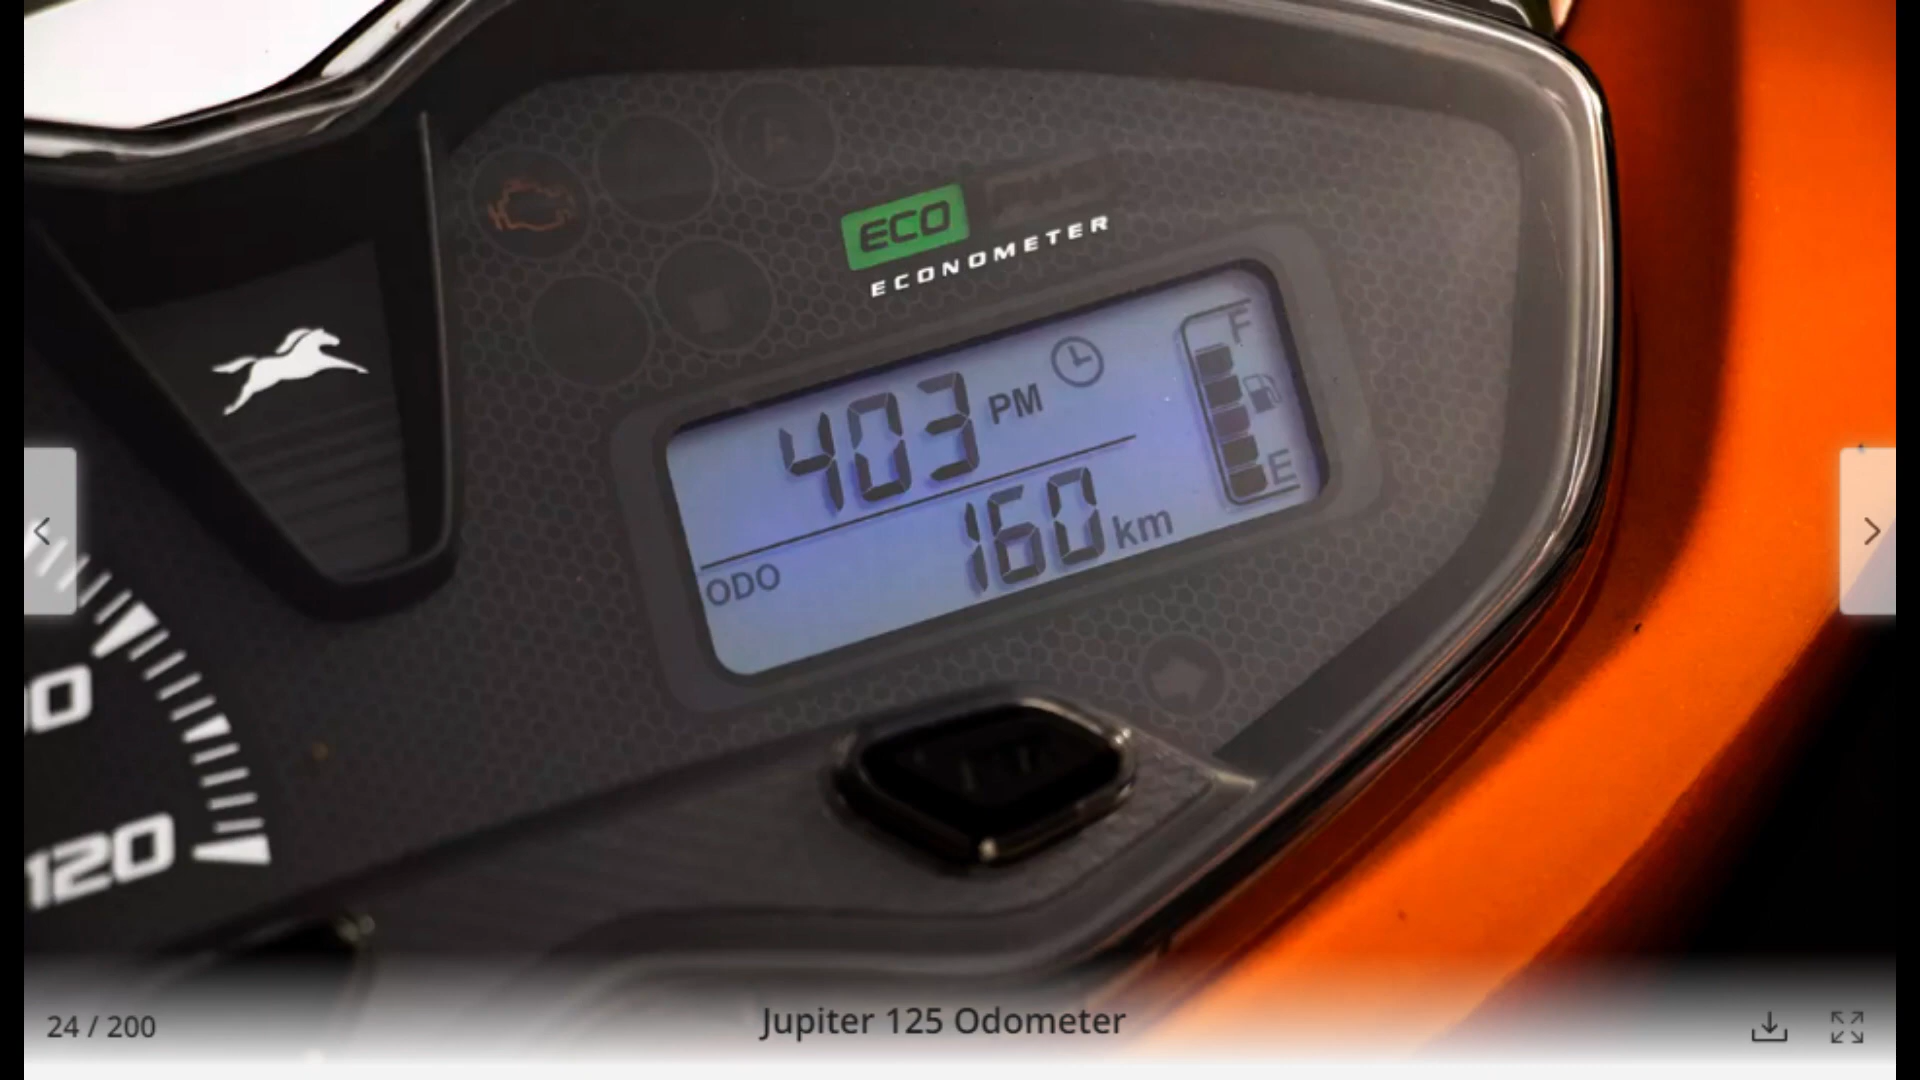 ECO
ECONOMETER
F
403 PM
E
160 km
ODO
120
24 / 200
Jupiter 125 Odometer